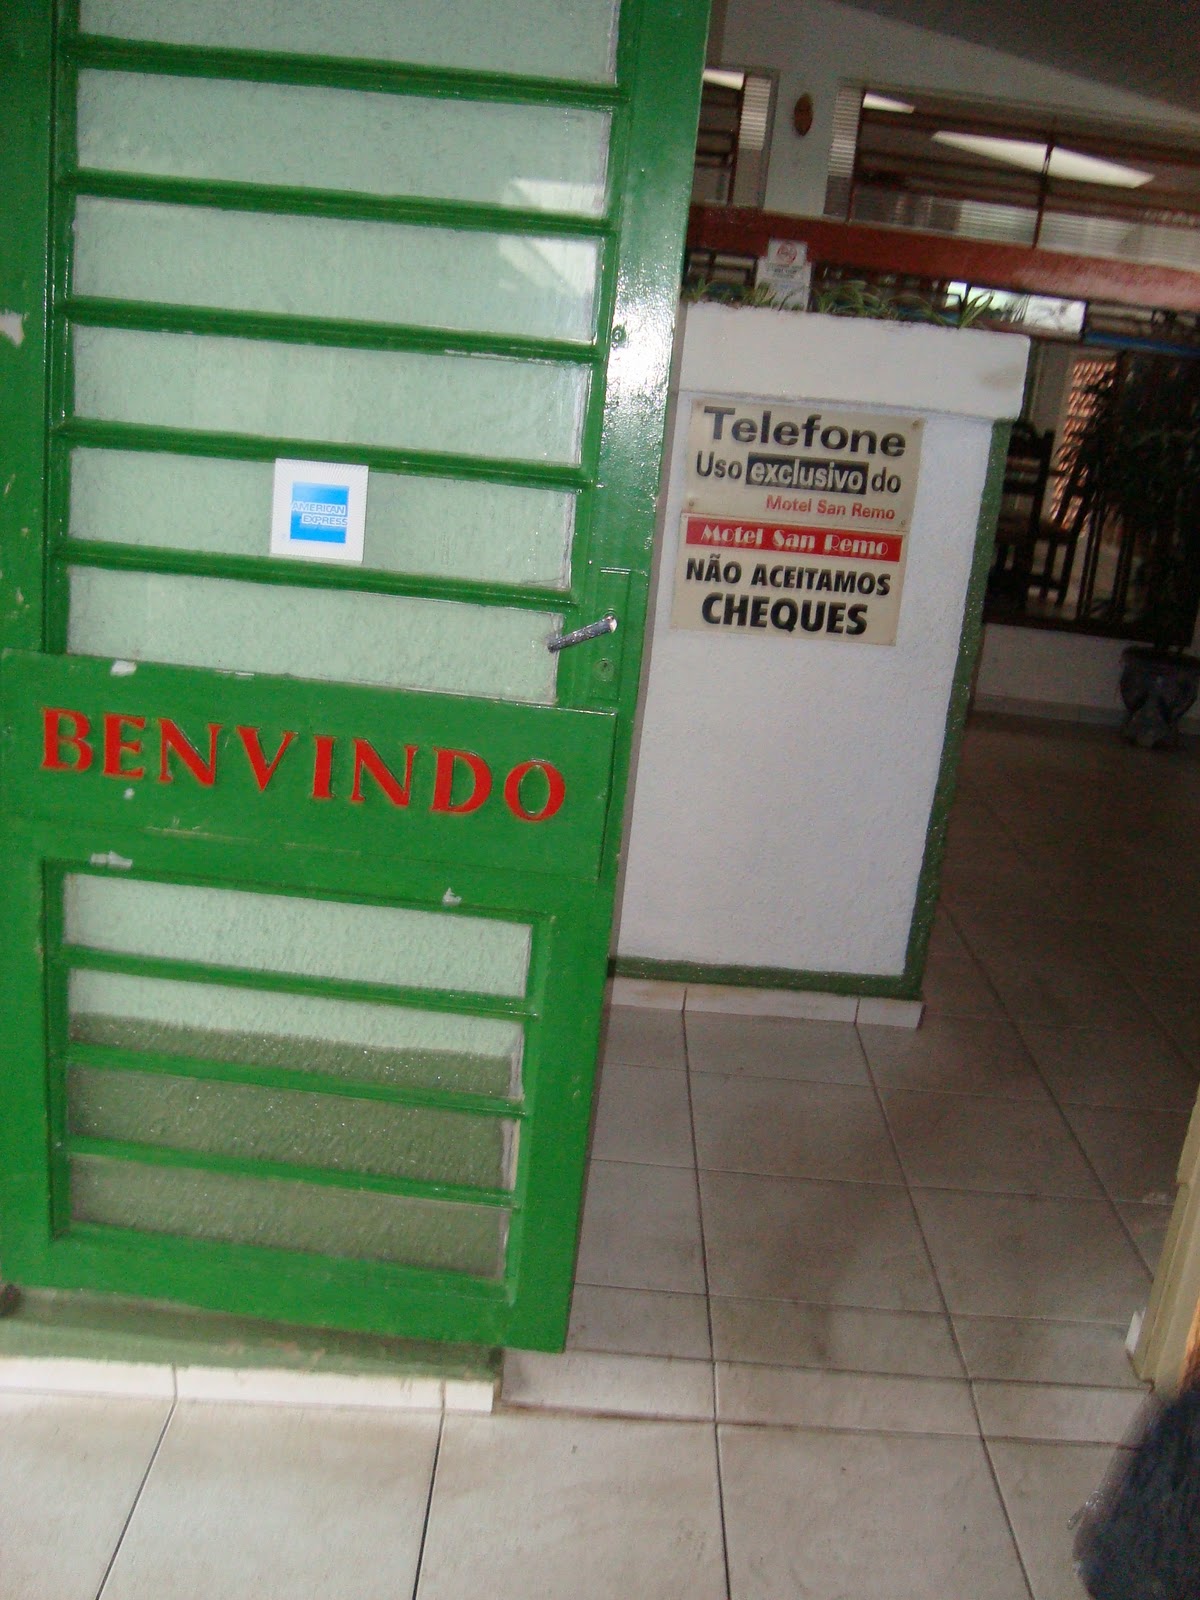 Telefone
Uso exclusivo do
Motel San Remo
Motel San Remo
NÃO ACEITAMOS
CHEQUES
AMERICAN
EXPRESS
BENVINDO